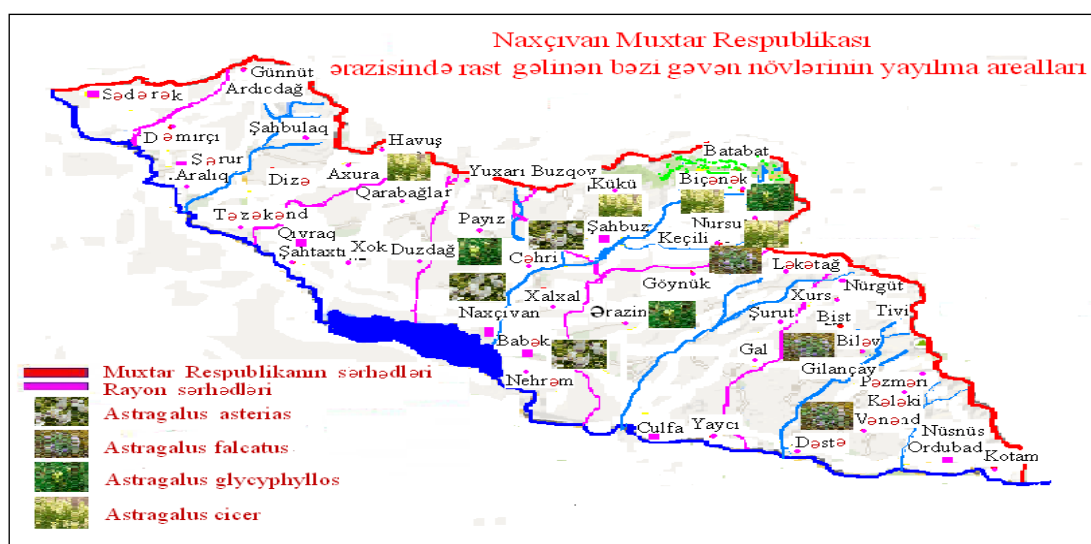 Naxçıvan Muxtar Respublikası
ərazisində rast gəlinən bəzi gəvən növlərinin yayılma arealları
Günnüt
Ardıcdağ
Sədərək
Dəmırçı
Şahbulaq
Havuş
Batabat
Sərur
Aralıq
Dizə
Axura
Qarabağlar
Yuxarı Buzqov
Kükü
Biçənək
Təzəkənd
Payız
Şahbuz
Nursu
Qıvraq
Şahtaxtı
Xok
Duzdağ
Cəhri
Keçili
Ləkətağ
Göynük
Nürgüt
Xalxal
Xurs
Naxçıvan
Ərazin
Şurut
Bist
Tivi
Babək
Gal
Biləv
Gilançay
Nehrəm
Pəzməri
Kələki
Vənənd
Culfa
Yaycı
Dəstə
Nüsnüs
Ordubad
Kotam
Muxtar Respublikanın sərhədləri
Rayon sərhədləri
Astragalus asterias
Astragalus falcatus
Astragalus glycyphyllos
Astragalus cicer